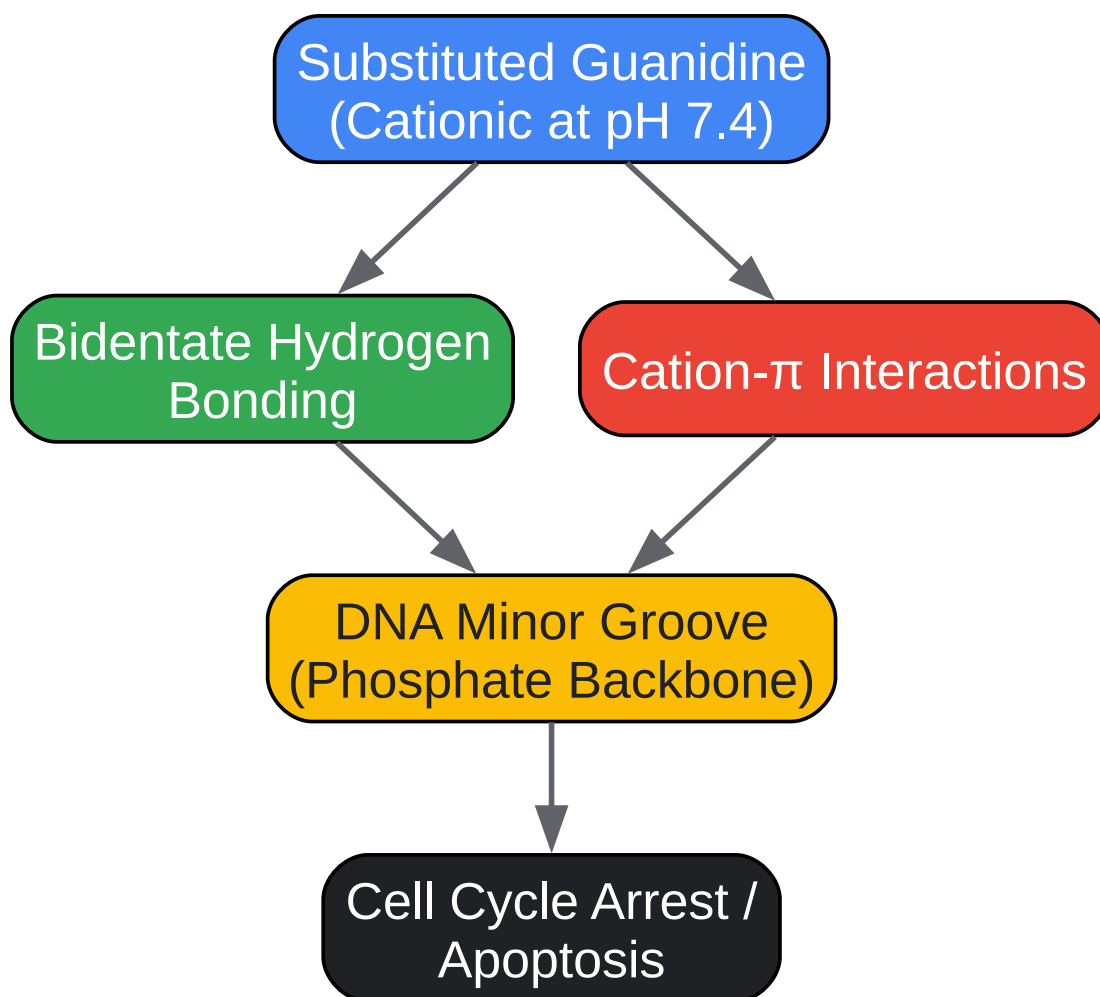 Substituted Guanidine
(Cationic at pH 7.4)
Bidentate Hydrogen
Bonding
Cation-π Interactions
DNA Minor Groove
(Phosphate Backbone)
Cell Cycle Arrest /
Apoptosis